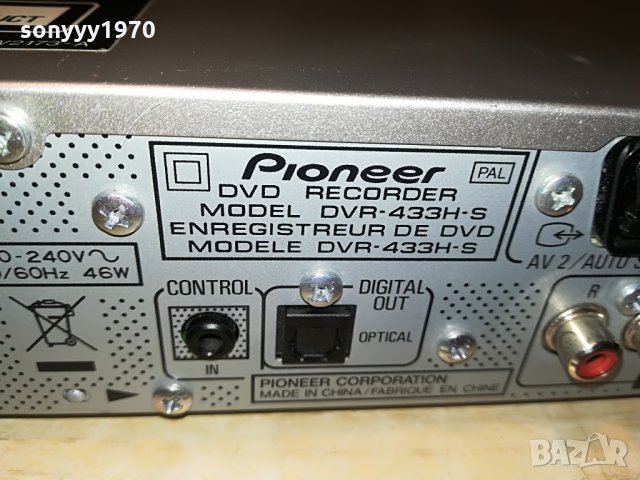 sonyyy1970
UCT
Pioneer
PAL
DVD RECORDER
MODEL DVR-433H-S
ENREGISTREUR DE DVD
MODELE DVR-433H-S
0-240V~
/60Hz 46W
AV 2/AUTO S
CONTROL
IN
DIGITAL
OUT
OPTICAL
R
PIONEER CORPORATION
MADE IN CHINA/FABRIQUE EN CHINE
BAZAR
bg